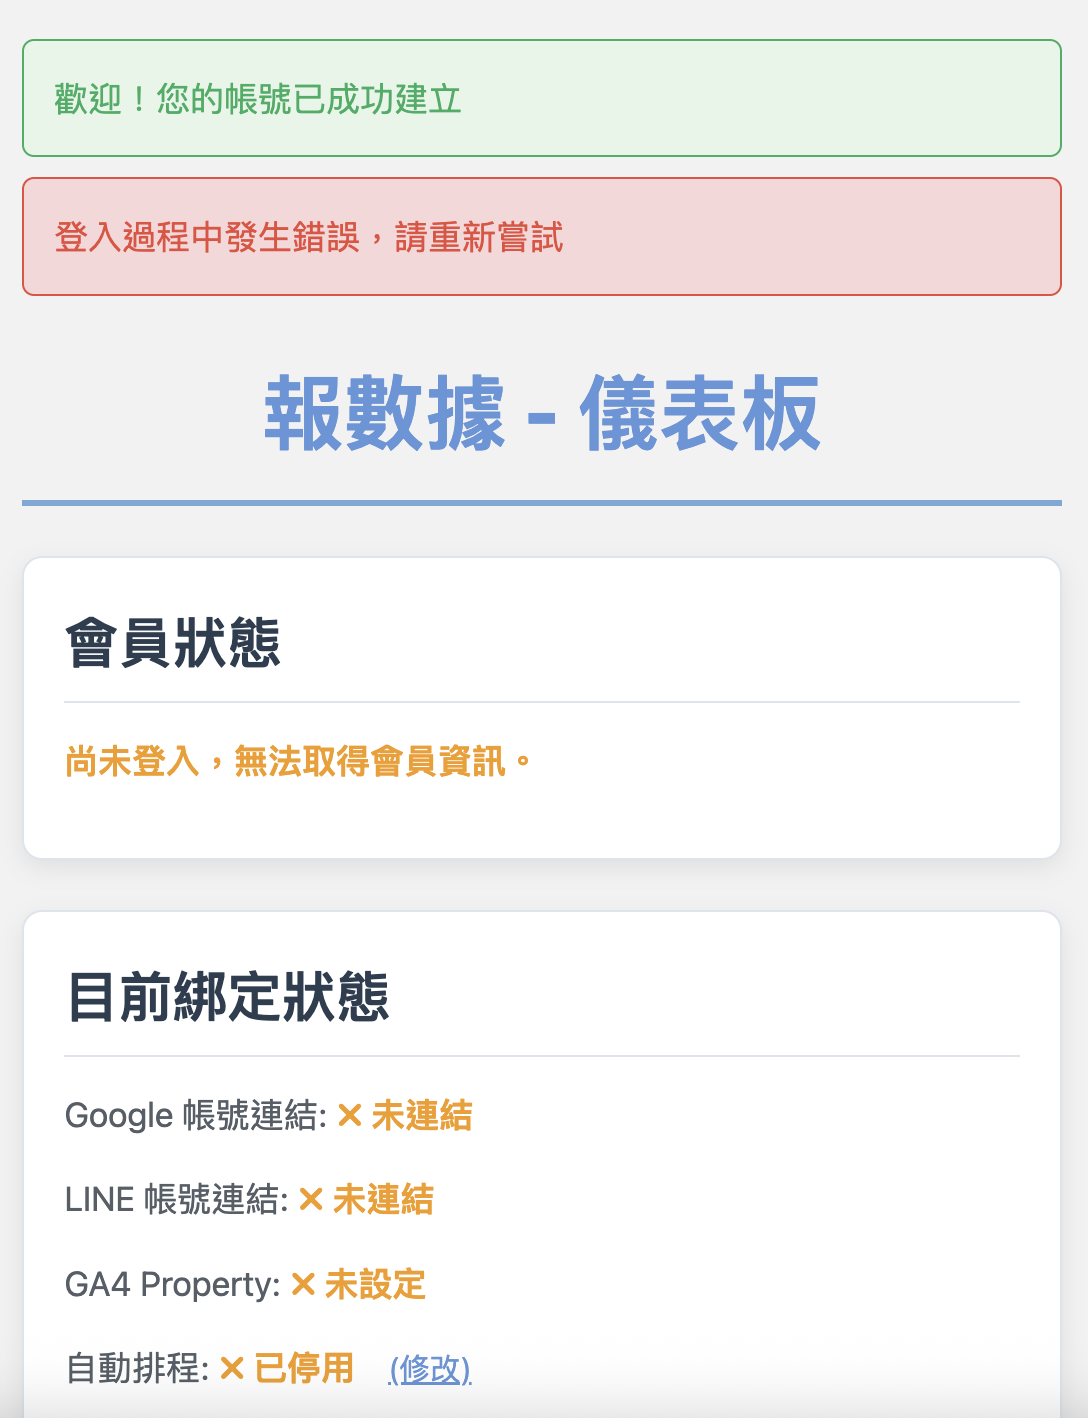 歡迎！您的帳號已成功建立
登入過程中發生錯誤，請重新嘗試
報數據 - 儀表板
會員狀態
尚未登入，無法取得會員資訊。
目前綁定狀態
Google 帳號連結: ❌ 未連結
LINE 帳號連結: ❌ 未連結
GA4 Property: ❌ 未設定
自動排程: ❌ 已停用 (修改)